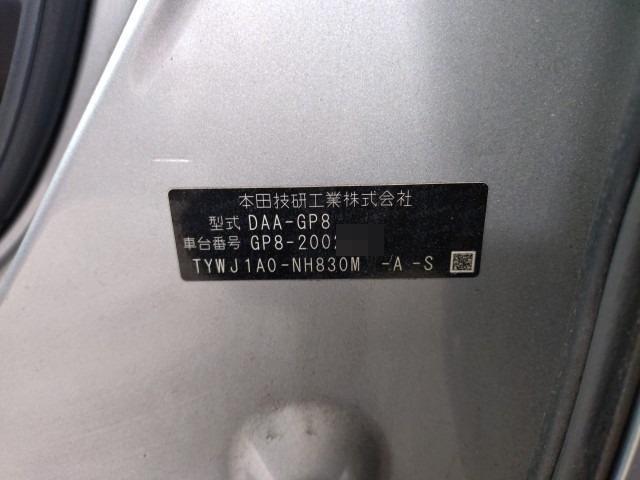 本田技研工業株式会社
型式 DAA-GP8
車台番号 GP8-2002
TYWJ1A0-NH830M -A -S